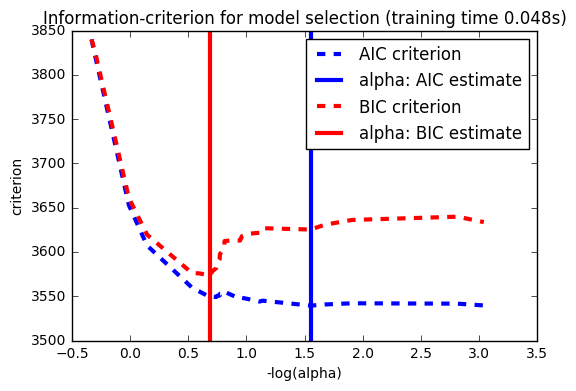 Information-criterion for model selection (training time 0.048s)
3850
3800
3750
3700
3650
3600
3550
3500
criterion
AIC criterion
alpha: AIC estimate
BIC criterion
alpha: BIC estimate
-0.5 0.0 0.5 1.0 1.5 2.0 2.5 3.0 3.5
-log(alpha)